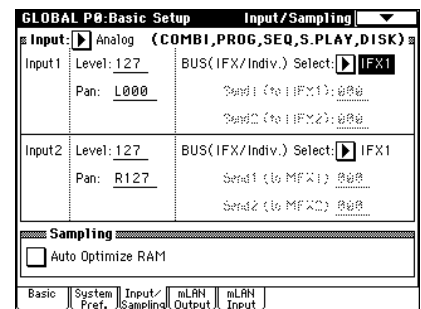 GLOBAL P0:Basic Setup Input/Sampling
Input: Analog (COMBI,PROG,SEQ,S.PLAY,DISK)
Input1 Level: 127 BUS(IFX/Indiv.) Select: IFX1
Pan: L000 Send1 (to MFX1): 000
Send2 (to MFX2): 000
Input2 Level: 127 BUS(IFX/Indiv.) Select: IFX1
Pan: R127 Send1 (to MFX1) 000
Send2 (to MFX2) 000
Sampling
Auto Optimize RAM
Basic System Pref. Input/Sampling mLAN Output mLAN Input